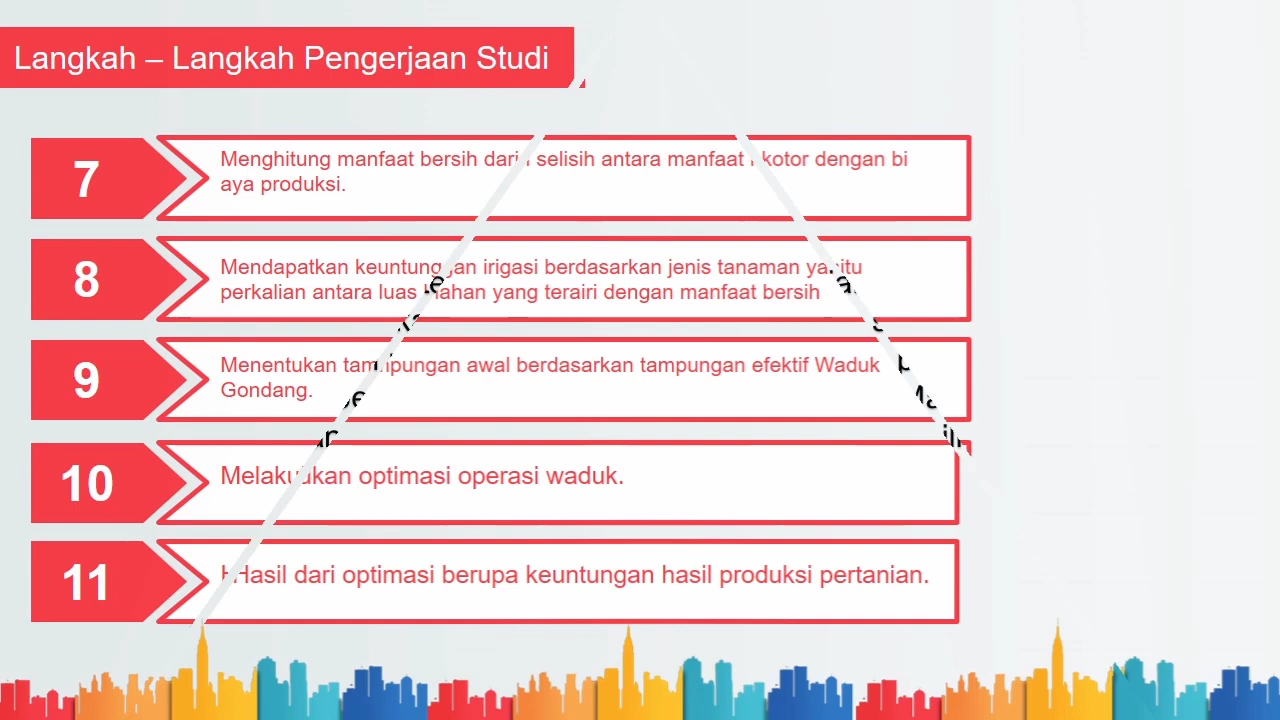 Langkah – Langkah Pengerjaan Studi
7
Menghitung manfaat bersih dari selisih antara manfaat kotor dengan bi
aya produksi.
8
Mendapatkan keuntungan irigasi berdasarkan jenis tanaman yaitu
perkalian antara luas lahan yang terairi dengan manfaat bersih
9
Menentukan tampungan awal berdasarkan tampungan efektif Waduk
Gondang.
10
Melakukan optimasi operasi waduk.
11
Hasil dari optimasi berupa keuntungan hasil produksi pertanian.